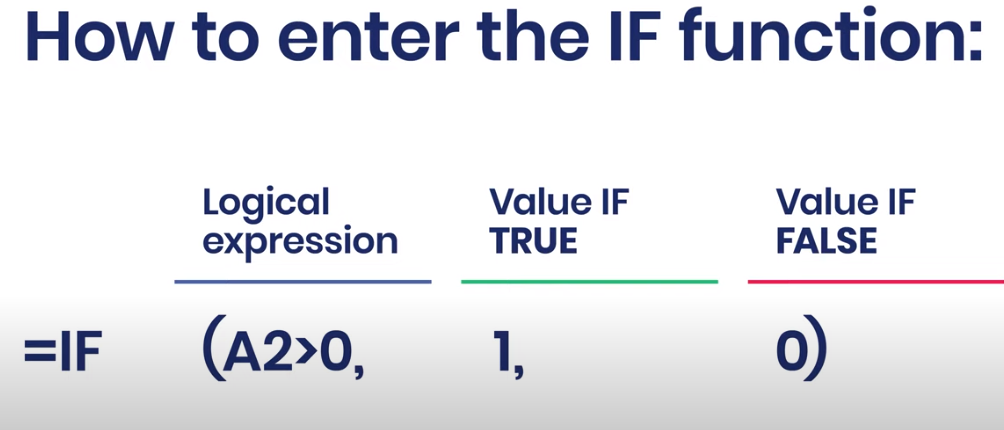 How to enter the IF function:
Logical expression
Value IF TRUE
Value IF FALSE
=IF (A2>0, 1, 0)